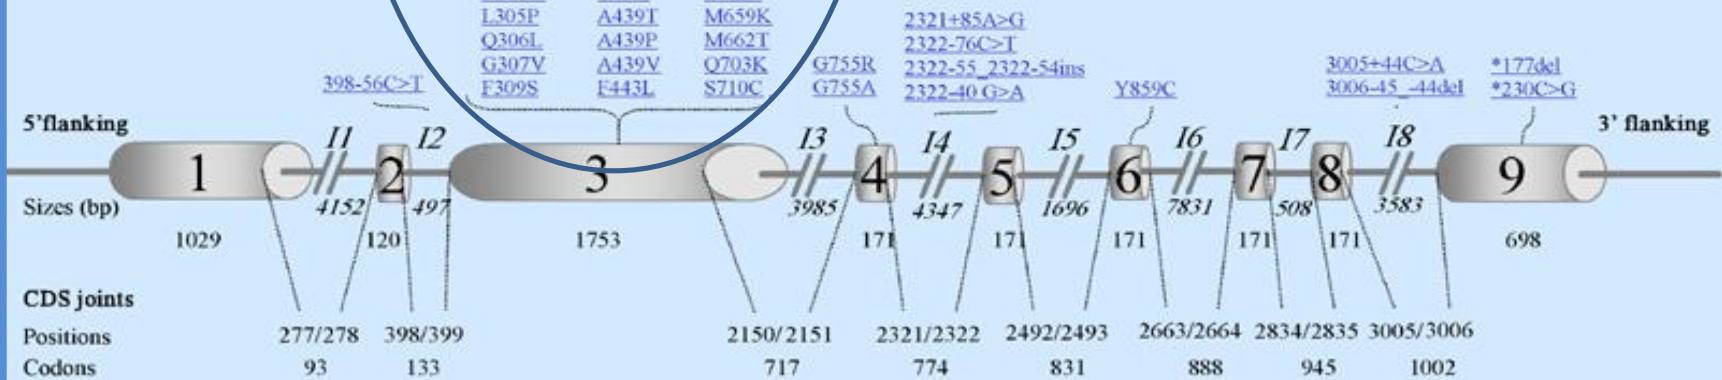 L305P A439T M659K
Q306L A439P M662T
G307V A439V Q703K
F309S F443L S710C
398-56C>T
2321+85A>G
2322-76C>T
2322-55_2322-54ins
2322-40 G>A
G755R
G755A
Y859C
3005+44C>A
3006-45_-44del
*177del
*230C>G
5'flanking I1 I2 I3 I4 I5 I6 I7 I8 3' flanking
1 2 3 4 5 6 7 8 9
Sizes (bp) 4152 497 3985 4347 1696 7831 508 3583
1029 120 1753 171 171 171 171 171 698
CDS joints
Positions 277/278 398/399 2150/2151 2321/2322 2492/2493 2663/2664 2834/2835 3005/3006
Codons 93 133 717 774 831 888 945 1002